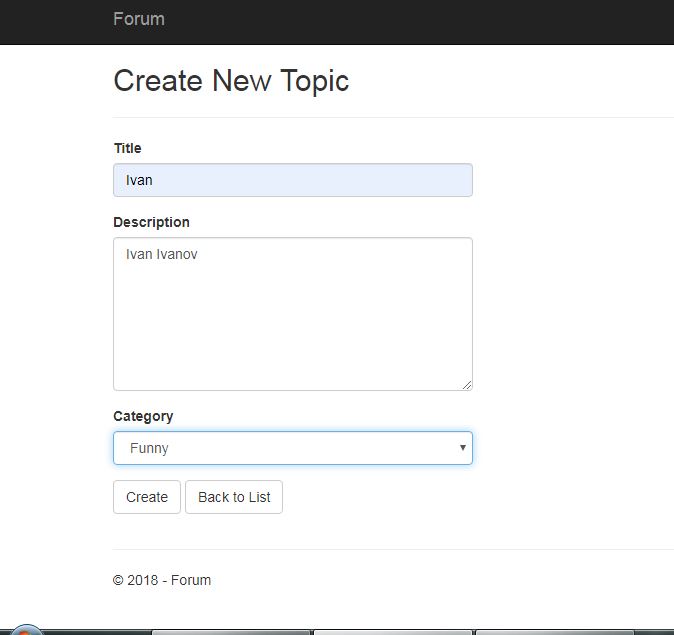 Forum
Create New Topic
Title
Ivan
Description
Ivan Ivanov
Category
Funny
Create Back to List
© 2018 - Forum